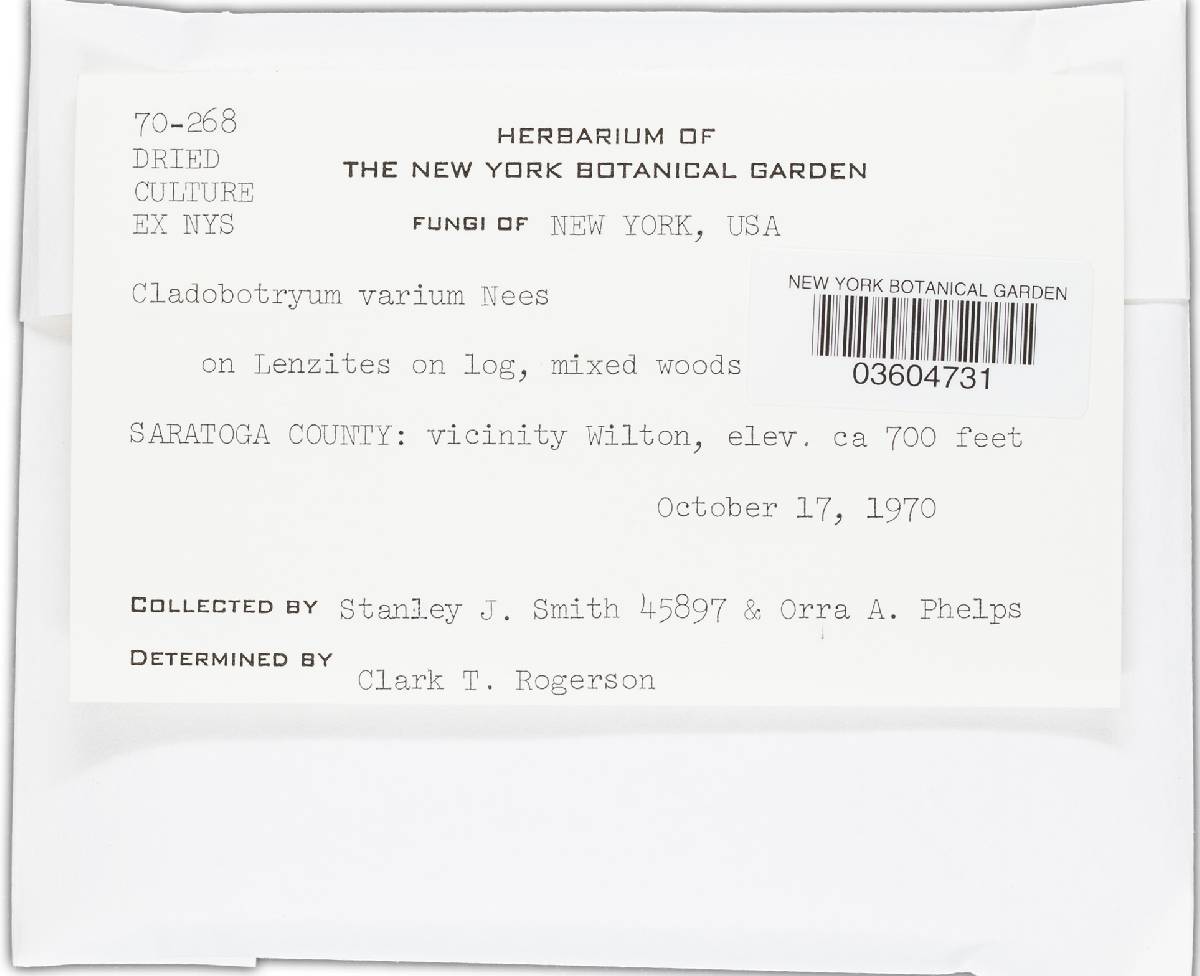 70-268
DRIED
CULTURE
EX NYS
HERBARIUM OF
THE NEW YORK BOTANICAL GARDEN
FUNGI OF NEW YORK, USA
Cladobotryum varium Nees
NEW YORK BOTANICAL GARDEN
03604731
on Lenzites on log, mixed woods
SARATOGA COUNTY: vicinity Wilton, elev. ca 700 feet
October 17, 1970
COLLECTED BY Stanley J. Smith 45897 & Orra A. Phelps
DETERMINED BY Clark T. Rogerson